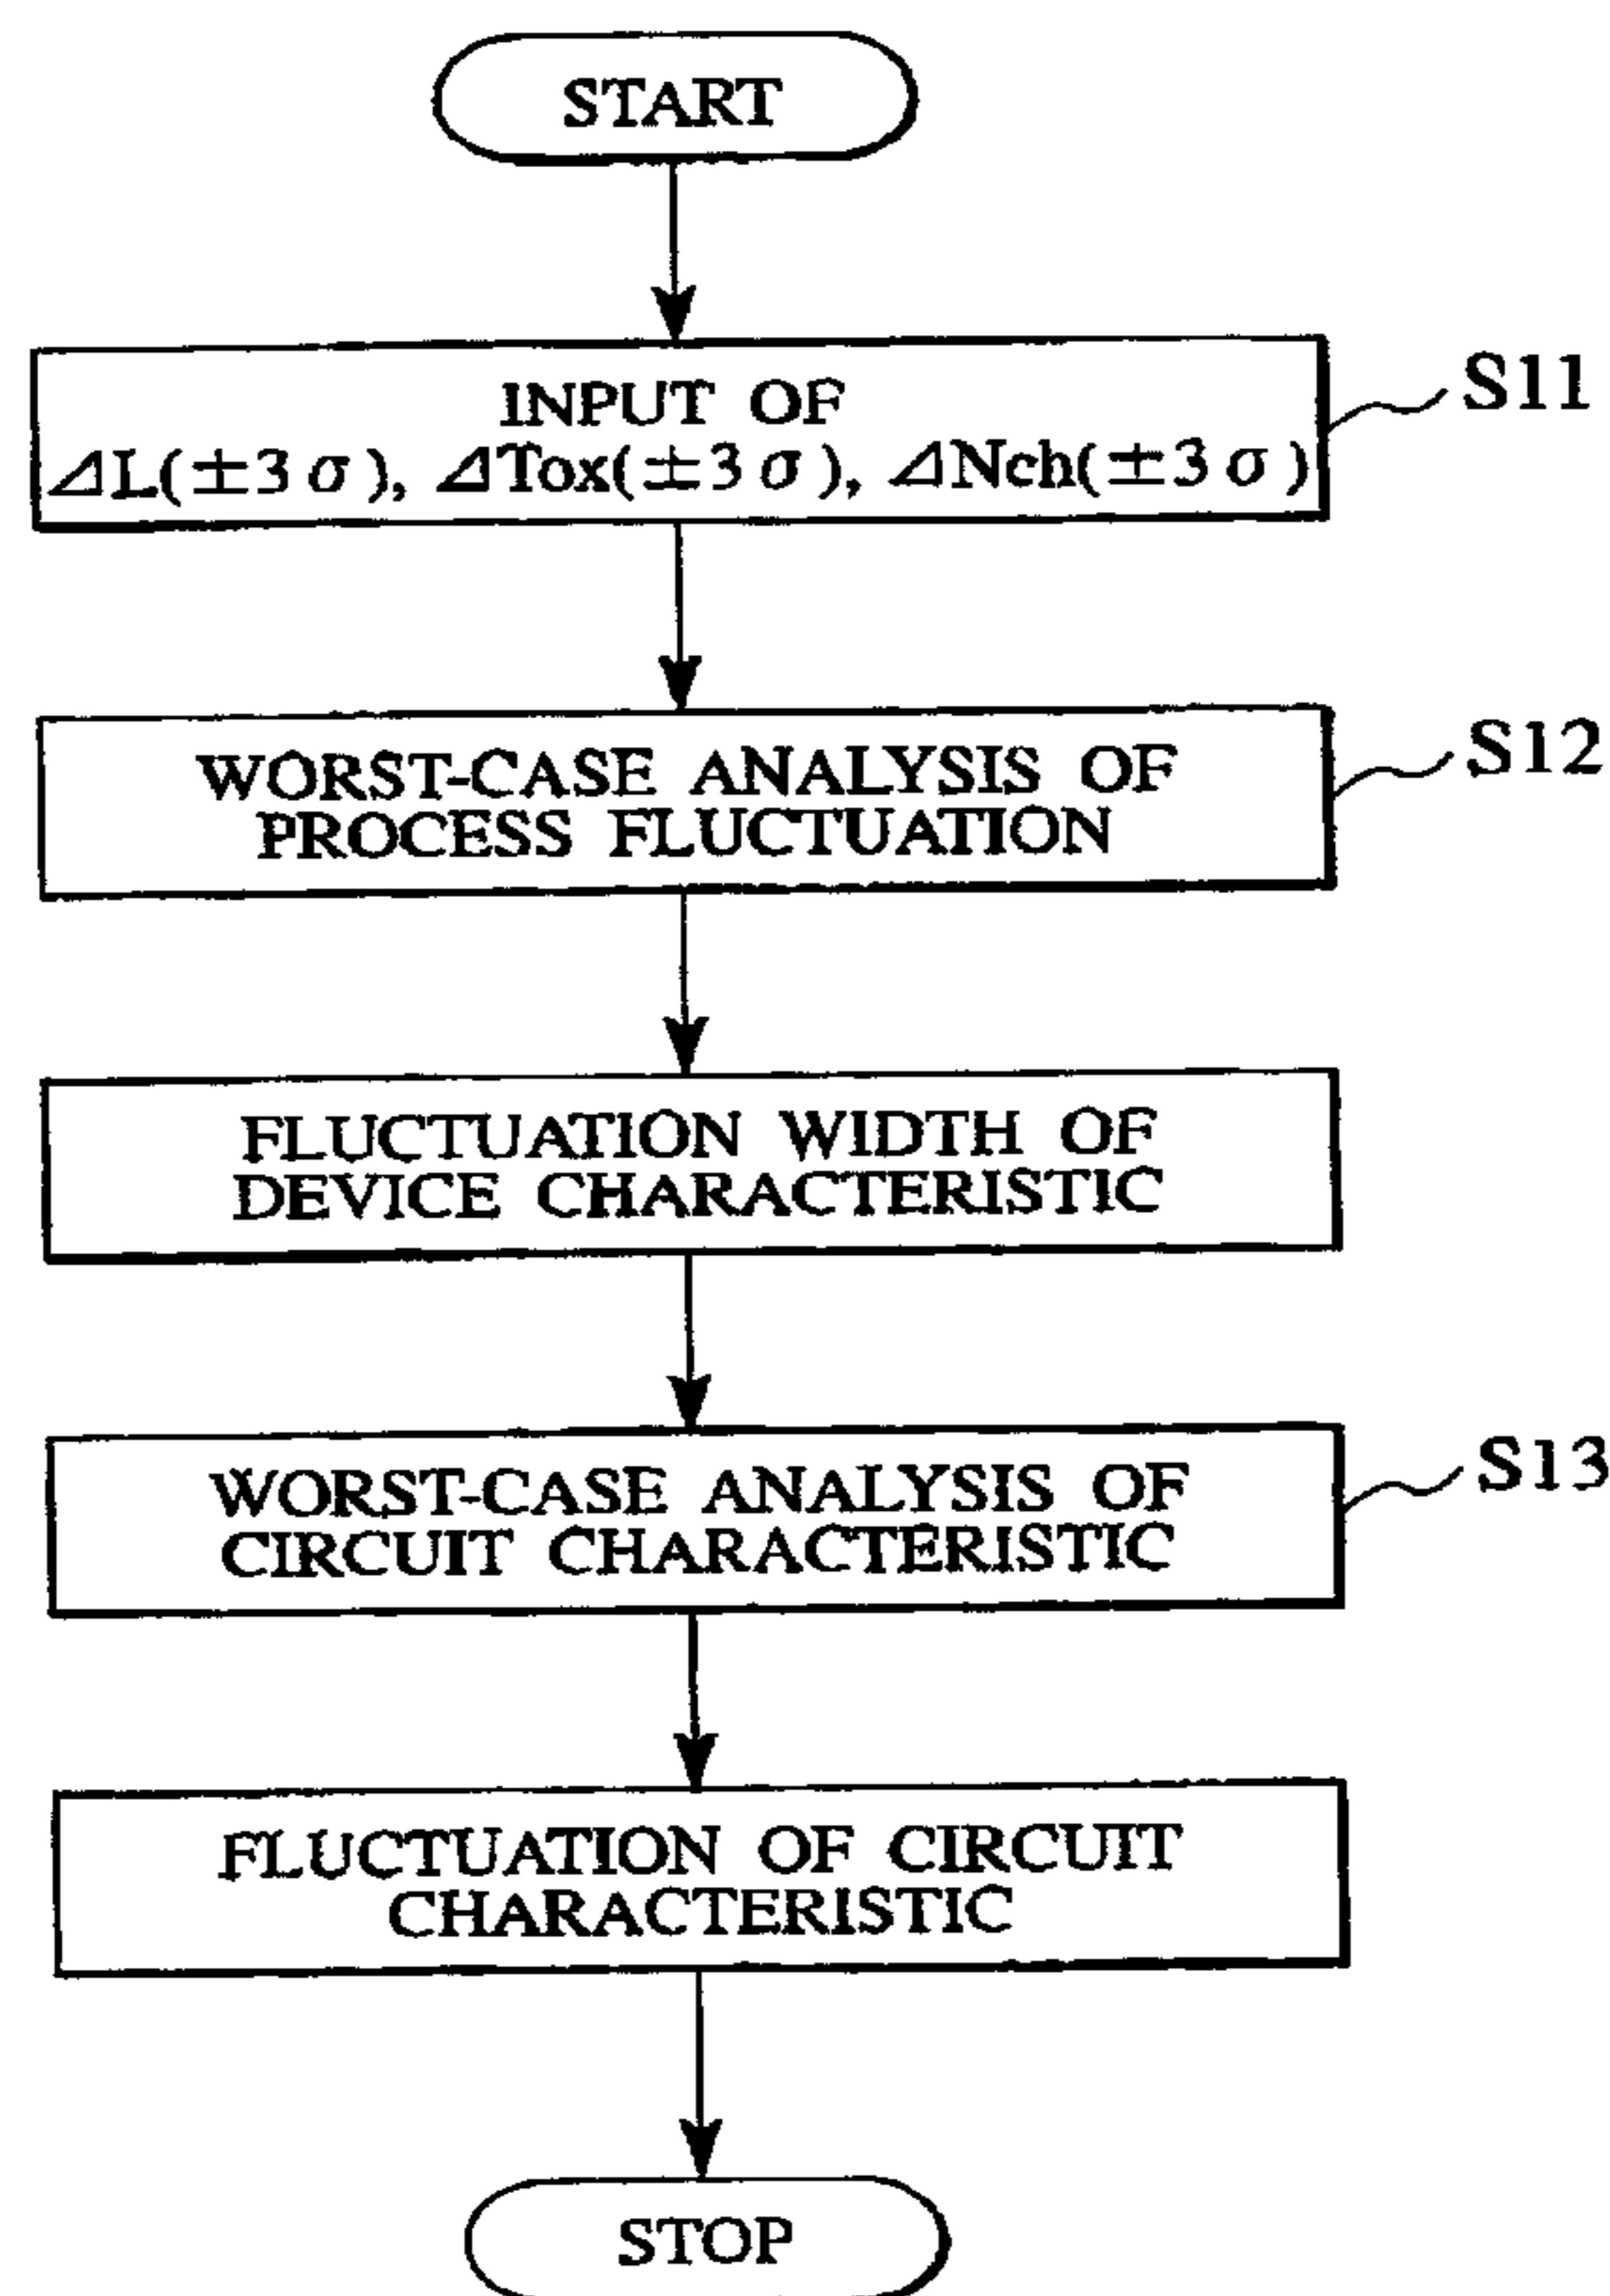 START
INPUT OF
S11
⊿L(±3σ), ⊿Tox(±3σ), ⊿Nch(±3σ)
WORST-CASE ANALYSIS OF
S12
PROCESS FLUCTUATION
FLUCTUATION WIDTH OF
DEVICE CHARACTERISTIC
WORST-CASE ANALYSIS OF
S13
CIRCUIT CHARACTERISTIC
FLUCTUATION OF CIRCUIT
CHARACTERISTIC
STOP